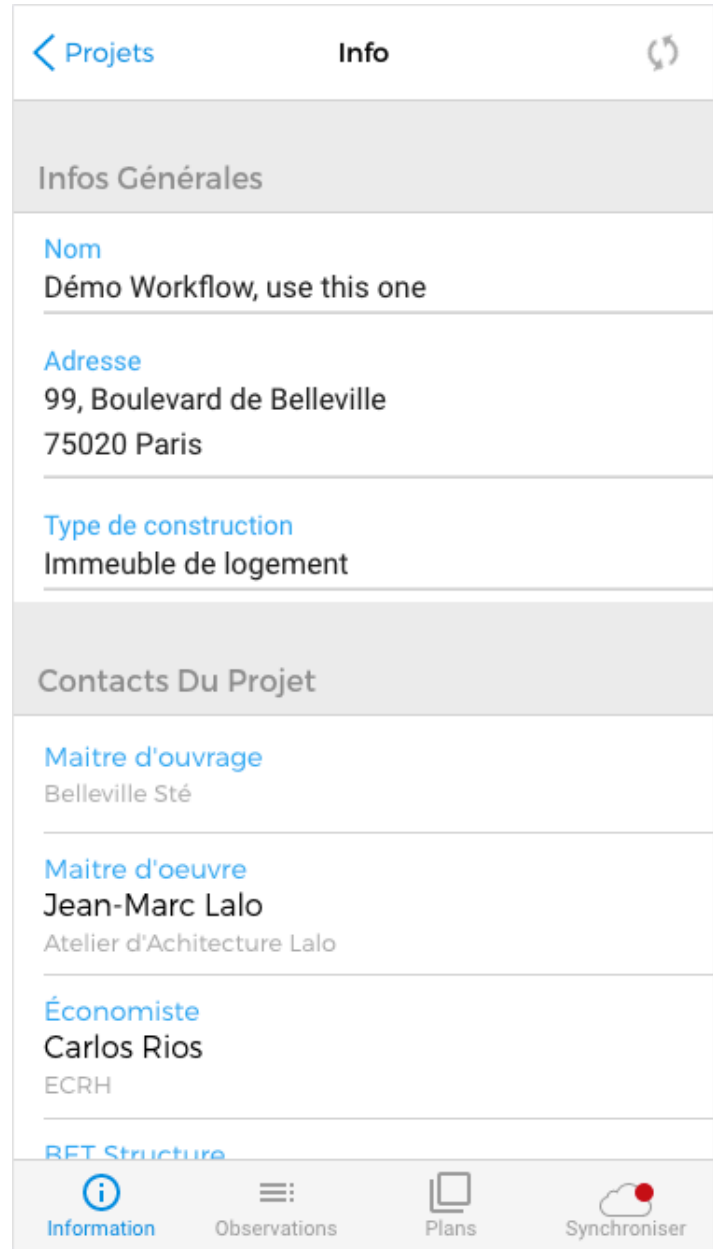 Projets
Info
Infos Générales
Nom
Démo Workflow, use this one
Adresse
99, Boulevard de Belleville
75020 Paris
Type de construction
Immeuble de logement
Contacts Du Projet
Maitre d'ouvrage
Belleville Sté
Maitre d'oeuvre
Jean-Marc Lalo
Atelier d'Achitecture Lalo
Économiste
Carlos Rios
ECRH
BET Structure
Information
Observations
Plans
Synchroniser